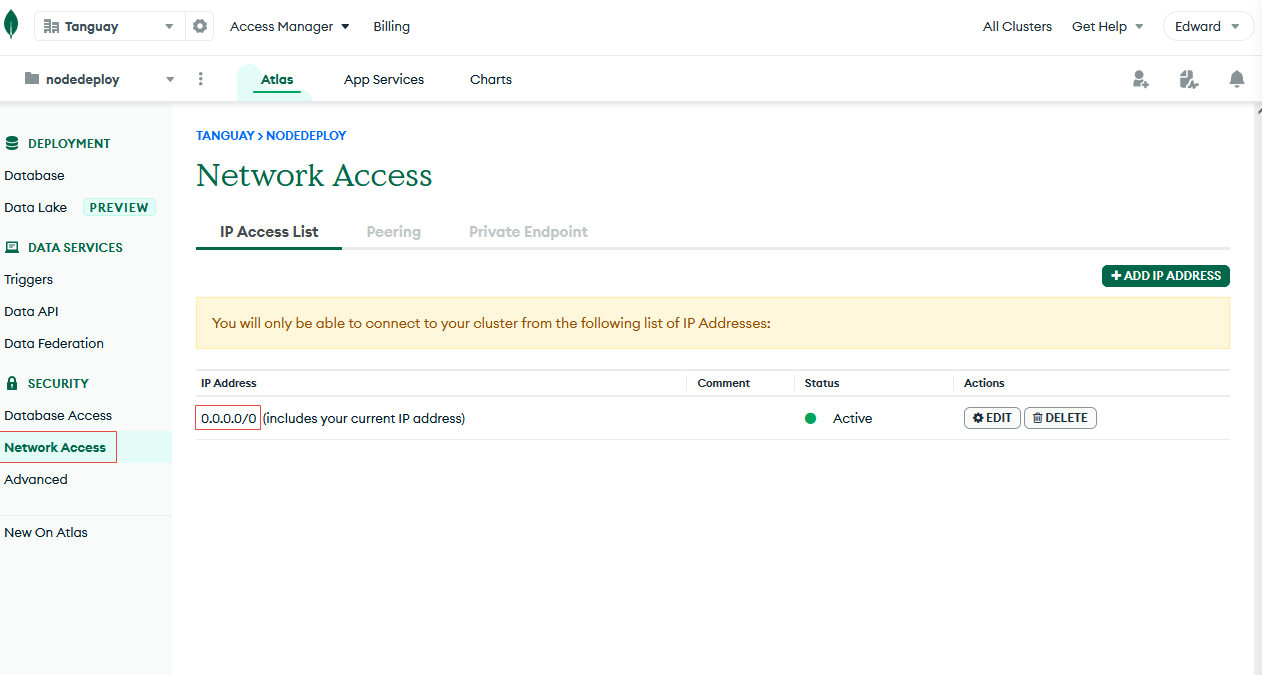 Tanguay
Access Manager
Billing
All Clusters
Get Help
Edward
nodedeploy
Atlas
App Services
Charts
DEPLOYMENT
Database
Data Lake PREVIEW
DATA SERVICES
Triggers
Data API
Data Federation
SECURITY
Database Access
Network Access
Advanced
New On Atlas
TANGUAY > NODEDEPLOY
Network Access
IP Access List Peering Private Endpoint
+ ADD IP ADDRESS
You will only be able to connect to your cluster from the following list of IP Addresses:
IP Address Comment Status Actions
0.0.0.0/0 (includes your current IP address) Active EDIT DELETE